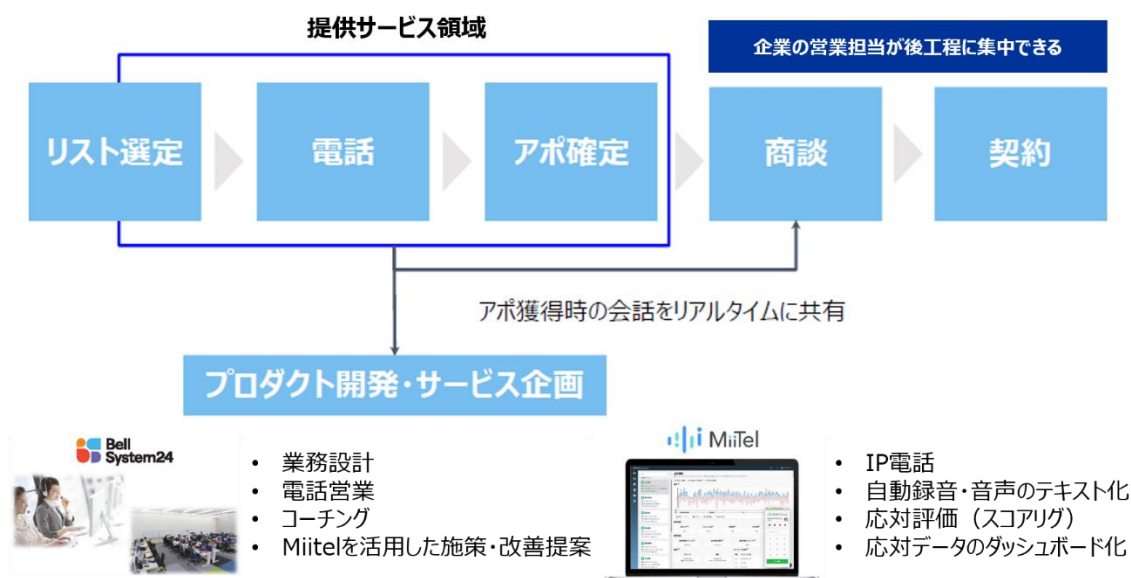 提供サービス領域
企業の営業担当が後工程に集中できる
リスト選定
電話
アポ確定
商談
契約
アポ獲得時の会話をリアルタイムに共有
プロダクト開発・サービス企画
Bell
System24
• 業務設計
• 電話営業
• コーチング
• Miitelを活用した施策・改善提案
MiiTel
• IP電話
• 自動録音・音声のテキスト化
• 応対評価（スコアリグ）
• 応対データのダッシュボード化